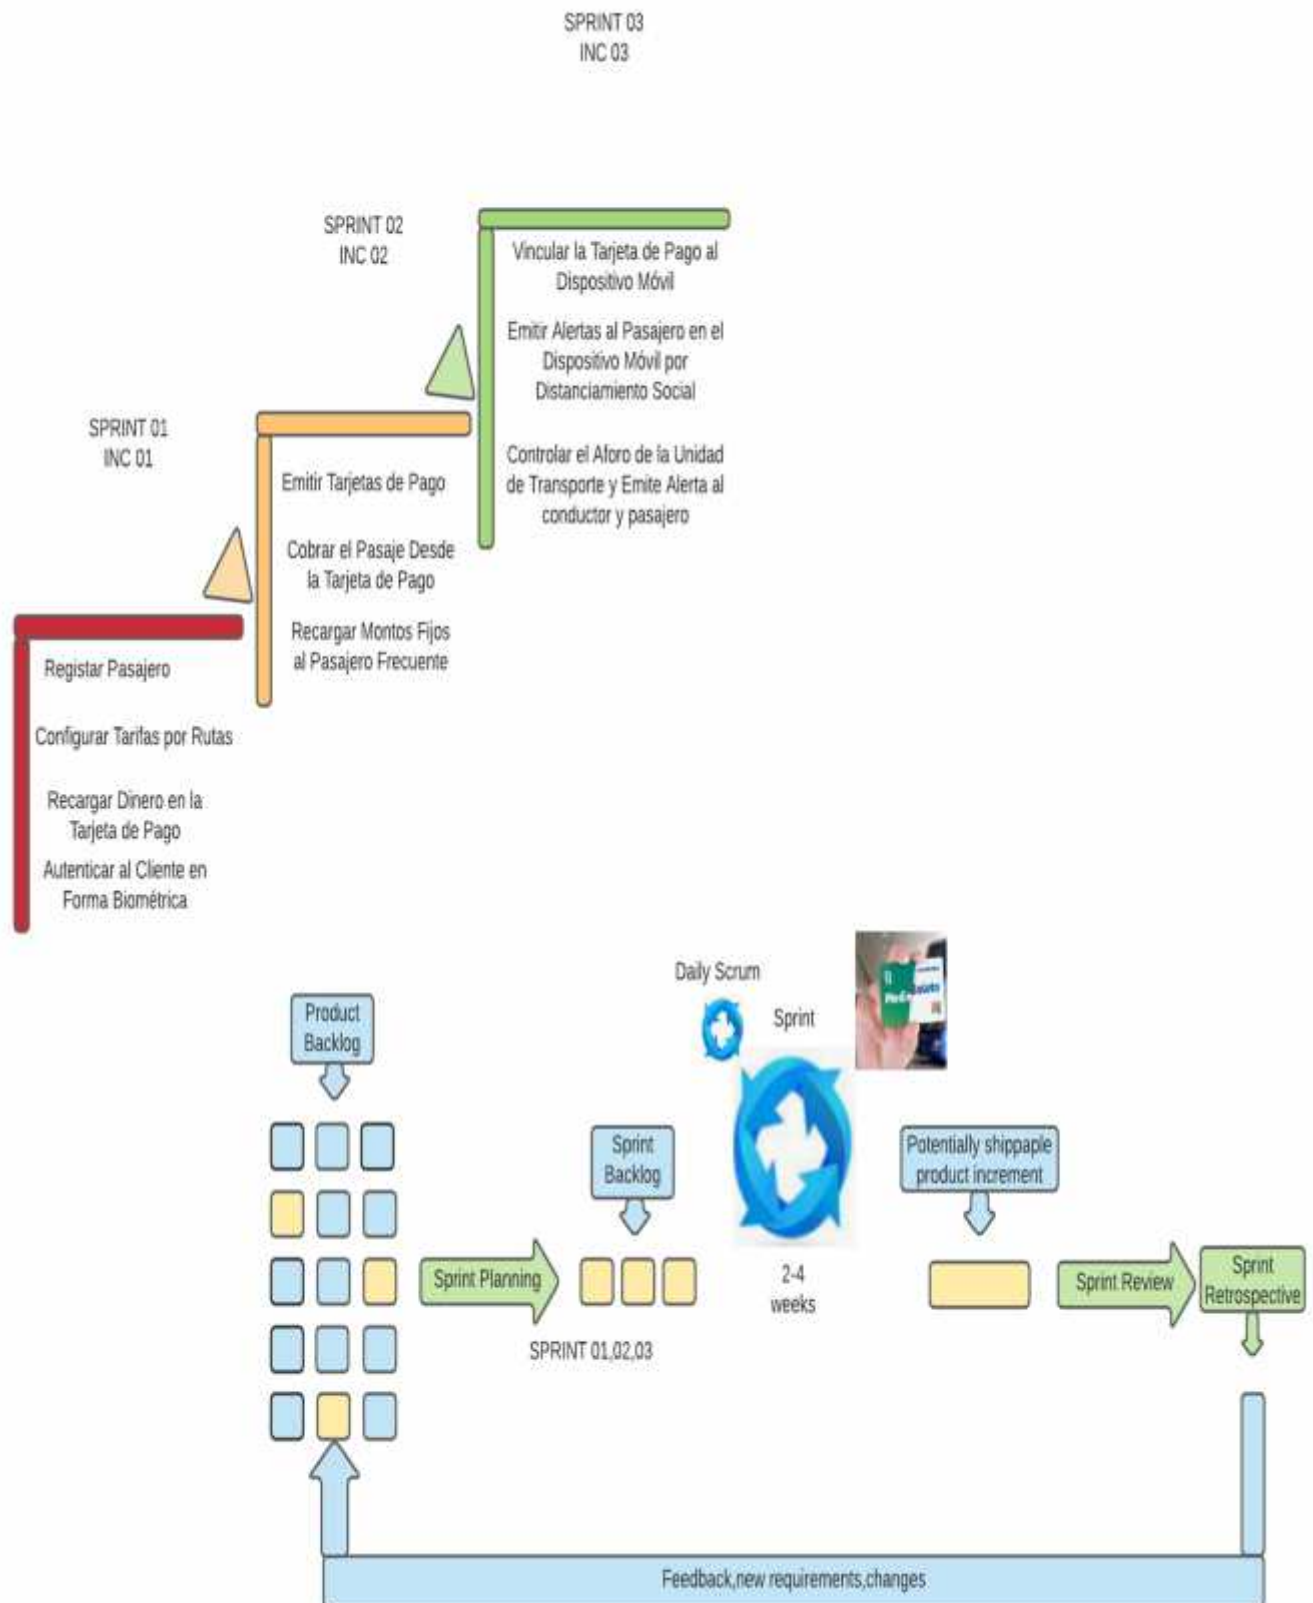 SPRINT 03
INC 03
SPRINT 02
INC 02
Vincular la Tarjeta de Pago al
Dispositivo Móvil
Emitir Alertas al Pasajero en el
Dispositivo Móvil por
Distanciamiento Social
Controlar el Aforo de la Unidad
de Transporte y Emite Alerta al
conductor y pasajero
SPRINT 01
INC 01
Emitir Tarjetas de Pago
Cobrar el Pasaje Desde
la Tarjeta de Pago
Recargar Montos Fijos
al Pasajero Frecuente
Registar Pasajero
Configurar Tarifas por Rutas
Recargar Dinero en la
Tarjeta de Pago
Autenticar al Cliente en
Forma Biométrica
Daily Scrum
Sprint
Product
Backlog
Sprint
Backlog
Potentially shippaple
product increment
Sprint Planning
2-4
weeks
Sprint Review
Sprint
Retrospective
SPRINT 01,02,03
Feedback,new requirements,changes